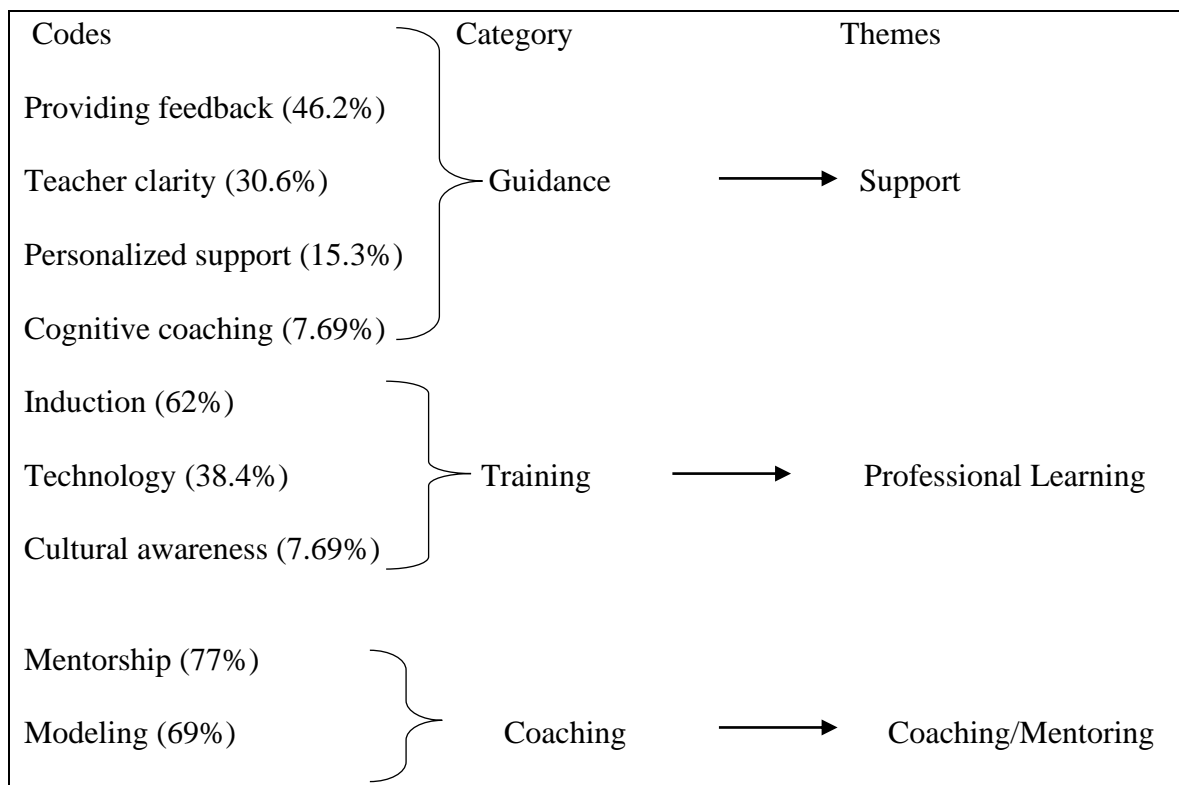 Codes Category Themes
Providing feedback (46.2%)
Teacher clarity (30.6%) Guidance Support
Personalized support (15.3%)
Cognitive coaching (7.69%)
Induction (62%)
Technology (38.4%) Training Professional Learning
Cultural awareness (7.69%)
Mentorship (77%)
Modeling (69%) Coaching Coaching/Mentoring